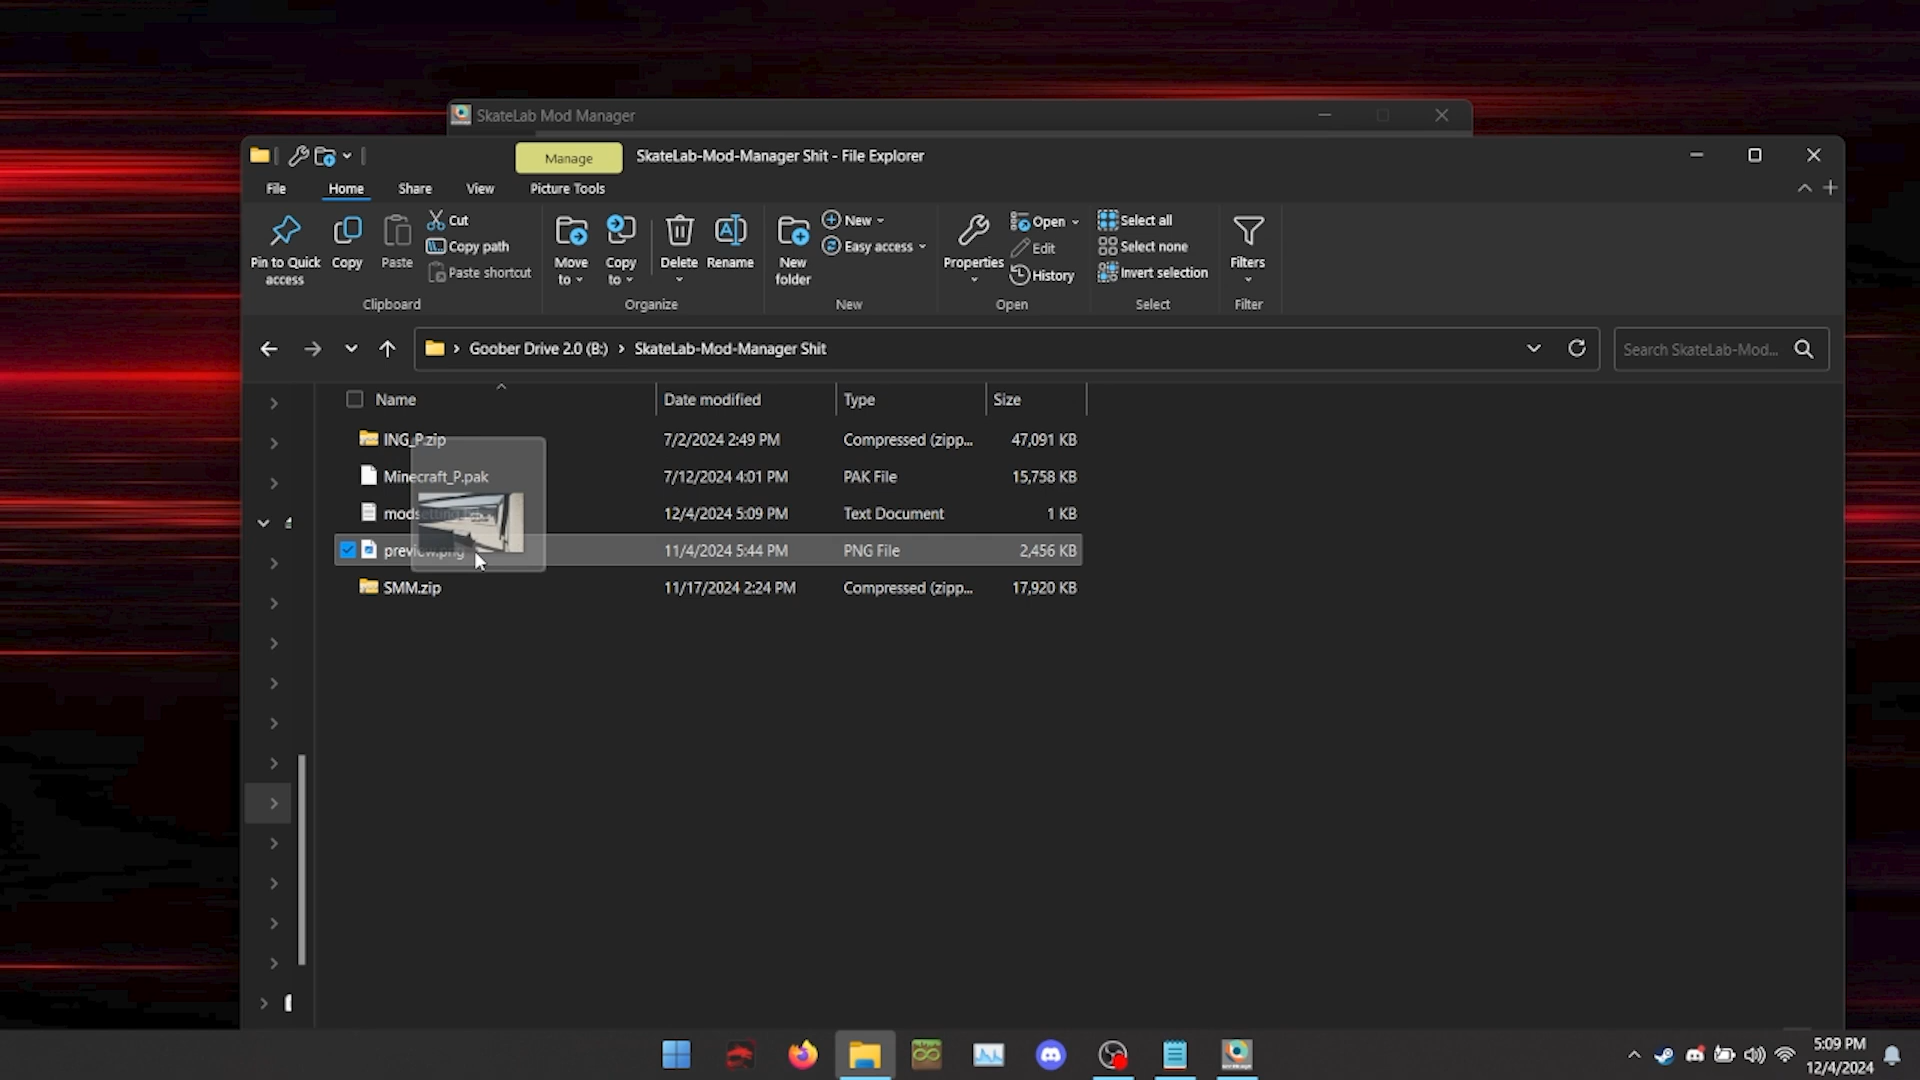 SkateLab Mod Manager
Manage
SkateLab-Mod-Manager Shit - File Explorer
File
Home
Share
View
Picture Tools
Pin to Quick access
Copy
Paste
Cut
Copy path
Paste shortcut
Clipboard
Move to
Copy to
Delete
Rename
Organize
New folder
New
Easy access
New
Properties
Open
Edit
History
Open
Select all
Select none
Invert selection
Select
Filters
Filter
Goober Drive 2.0 (B:)
SkateLab-Mod-Manager Shit
Search SkateLab-Mod...
Name
Date modified
Type
Size
ING_P.zip 7/2/2024 2:49 PM Compressed (zipp... 47,091 KB
Minecraft_P.pak 7/12/2024 4:01 PM PAK File 15,758 KB
12/4/2024 5:09 PM Text Document 1 KB
preview.png 11/4/2024 5:44 PM PNG File 2,456 KB
SMM.zip 11/17/2024 2:24 PM Compressed (zipp... 17,920 KB
5:09 PM
12/4/2024